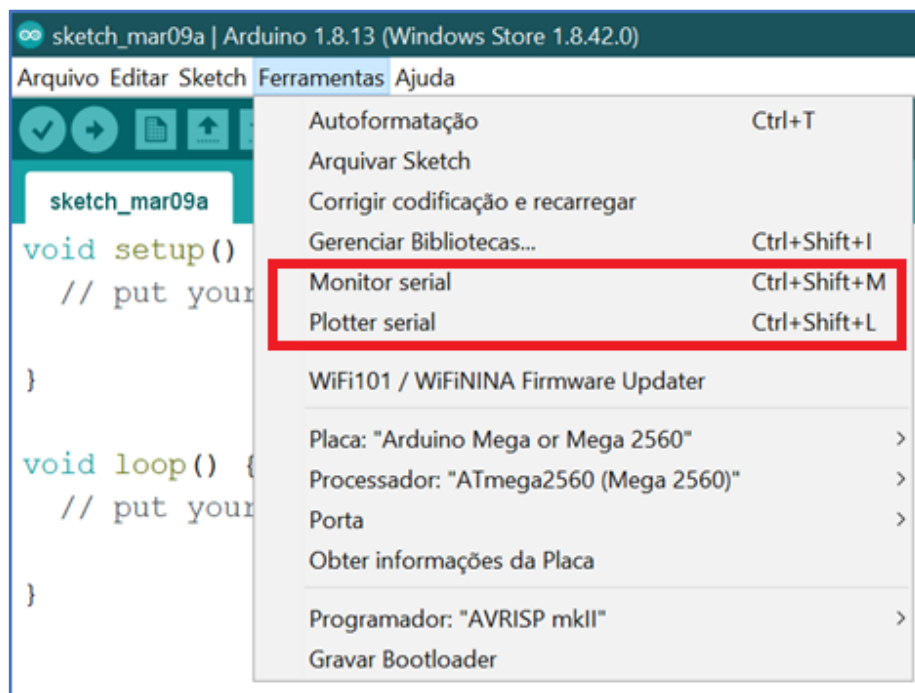 sketch_mar09a | Arduino 1.8.13 (Windows Store 1.8.42.0)
Arquivo Editar Sketch Ferramentas Ajuda
sketch_mar09a
void setup()
// put your
}
void loop() {
// put your
}
Autoformatação Ctrl+T
Arquivar Sketch
Corrigir codificação e recarregar
Gerenciar Bibliotecas... Ctrl+Shift+I
Monitor serial Ctrl+Shift+M
Plotter serial Ctrl+Shift+L
WiFi101 / WiFiNINA Firmware Updater
Placa: "Arduino Mega or Mega 2560"
Processador: "ATmega2560 (Mega 2560)"
Porta
Obter informações da Placa
Programador: "AVRISP mkII"
Gravar Bootloader